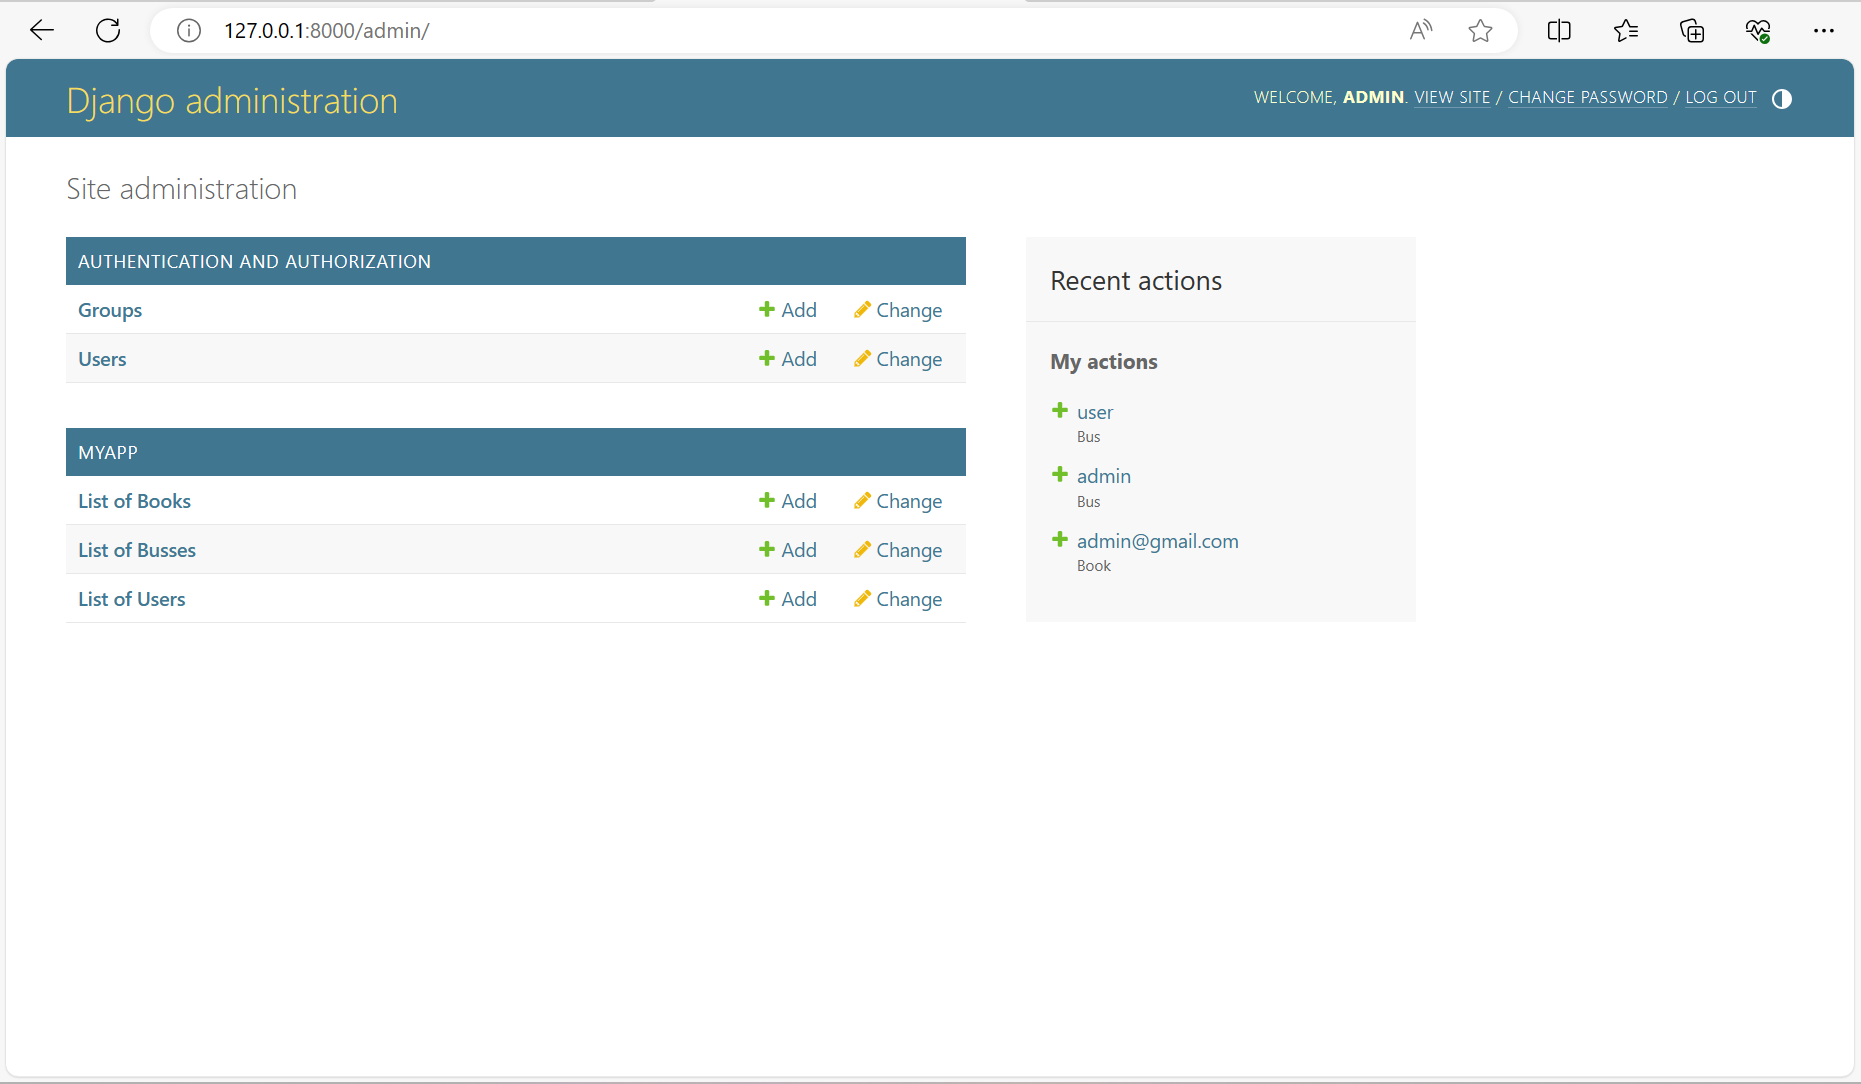 127.0.0.1:8000/admin/
Django administration
WELCOME, ADMIN. VIEW SITE / CHANGE PASSWORD / LOG OUT
Site administration
AUTHENTICATION AND AUTHORIZATION
Groups Add Change
Users Add Change
MYAPP
List of Books Add Change
List of Busses Add Change
List of Users Add Change
Recent actions
My actions
user
Bus
admin
Bus
admin@gmail.com
Book